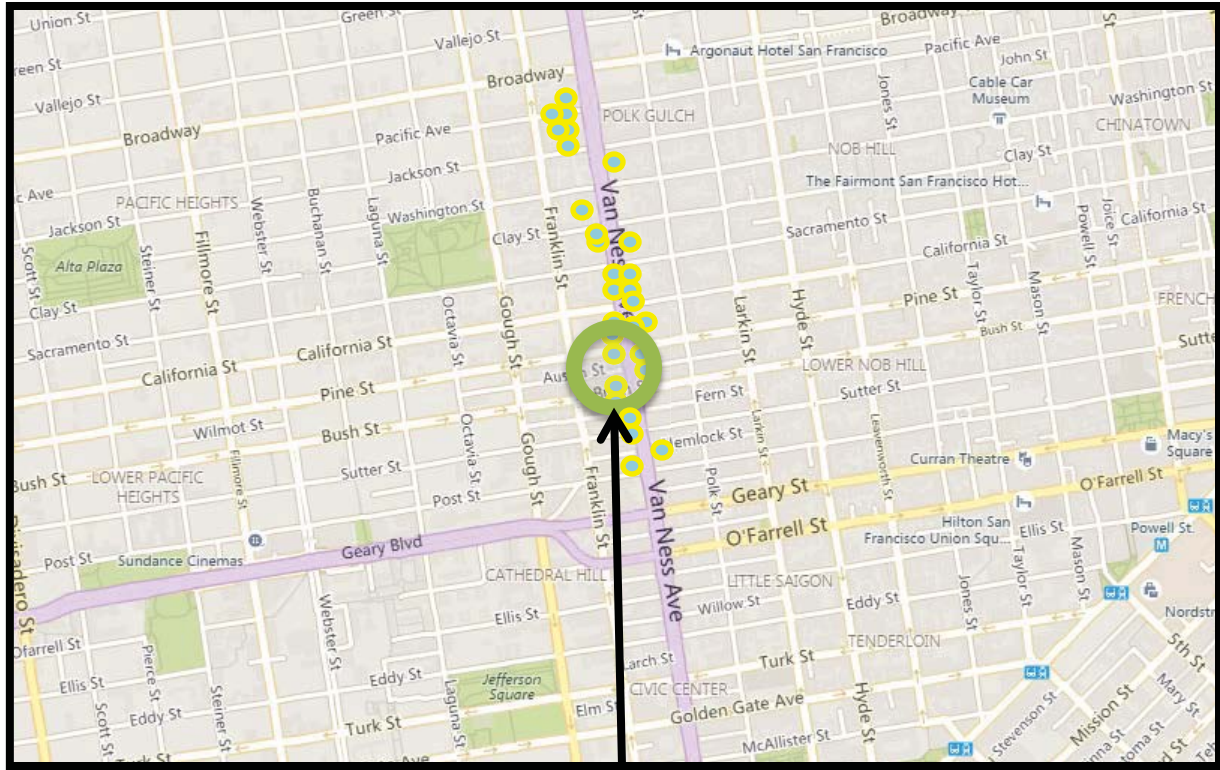 Union St
Green St
Broadway
Vallejo St
Pacific Ave
Argonaut Hotel San Francisco
John St
reen St
Broadway
Cable Car
Museum
Jones St
Washington St
Vallejo St
POLK GULCH
CHINATOWN
Broadway
Pacific Ave
NOB HILL
Clay St
Jackson St
The Fairmont San Francisco Hot...
c Ave
PACIFIC HEIGHTS
Webster St
Buchanan St
Laguna St
Washington St
Franklin St
Van Ness
Sacramento St
Powell St
Joice St
California St
Jackson St
Clay St
California St
Scott St
Alta Plaza
Steiner St
Fillmore St
Taylor St
Mason St
Pine St
FRENCH
Clay St
Octavia St
Gough St
Larkin St
Hyde St
Bush St
Sutte
Sacramento St
California St
LOWER NOB HILL
California St
Pine St
Fern St
Sutter St
Wilmot St
Bush St
Octavia St
Gough St
Hemlock St
Larkin St
Leavenworth St
Macy's
Square
Curran Theatre
Bush St
LOWER PACIFIC
HEIGHTS
Fillmore St
Sutter St
Post St
Franklin St
Van Ness Ave
Polk St
Geary St
O'Farrell St
O'Farrell St
Hilton San
Francisco Union Squ...
Ellis St
Powell St.
M
Divisadero St
Post St
Sundance Cinemas
Geary Blvd
CATHEDRAL HILL
LITTLE SAIGON
Taylor St
Mason St
Jones St
Webster St
Ellis St
Willow St
Eddy St
Nordstr
Ofarrell St
Pierce St
TENDERLOIN
5th St
Larch St
Turk St
Ellis St
Eddy St
Jefferson
Square
CIVIC CENTER
Golden Gate Ave
Hyde St
Mary St
Scott St
Eddy St
Steiner St
Laguna St
Turk St
Elm St
McAllister St
Stevenson St
Mission St